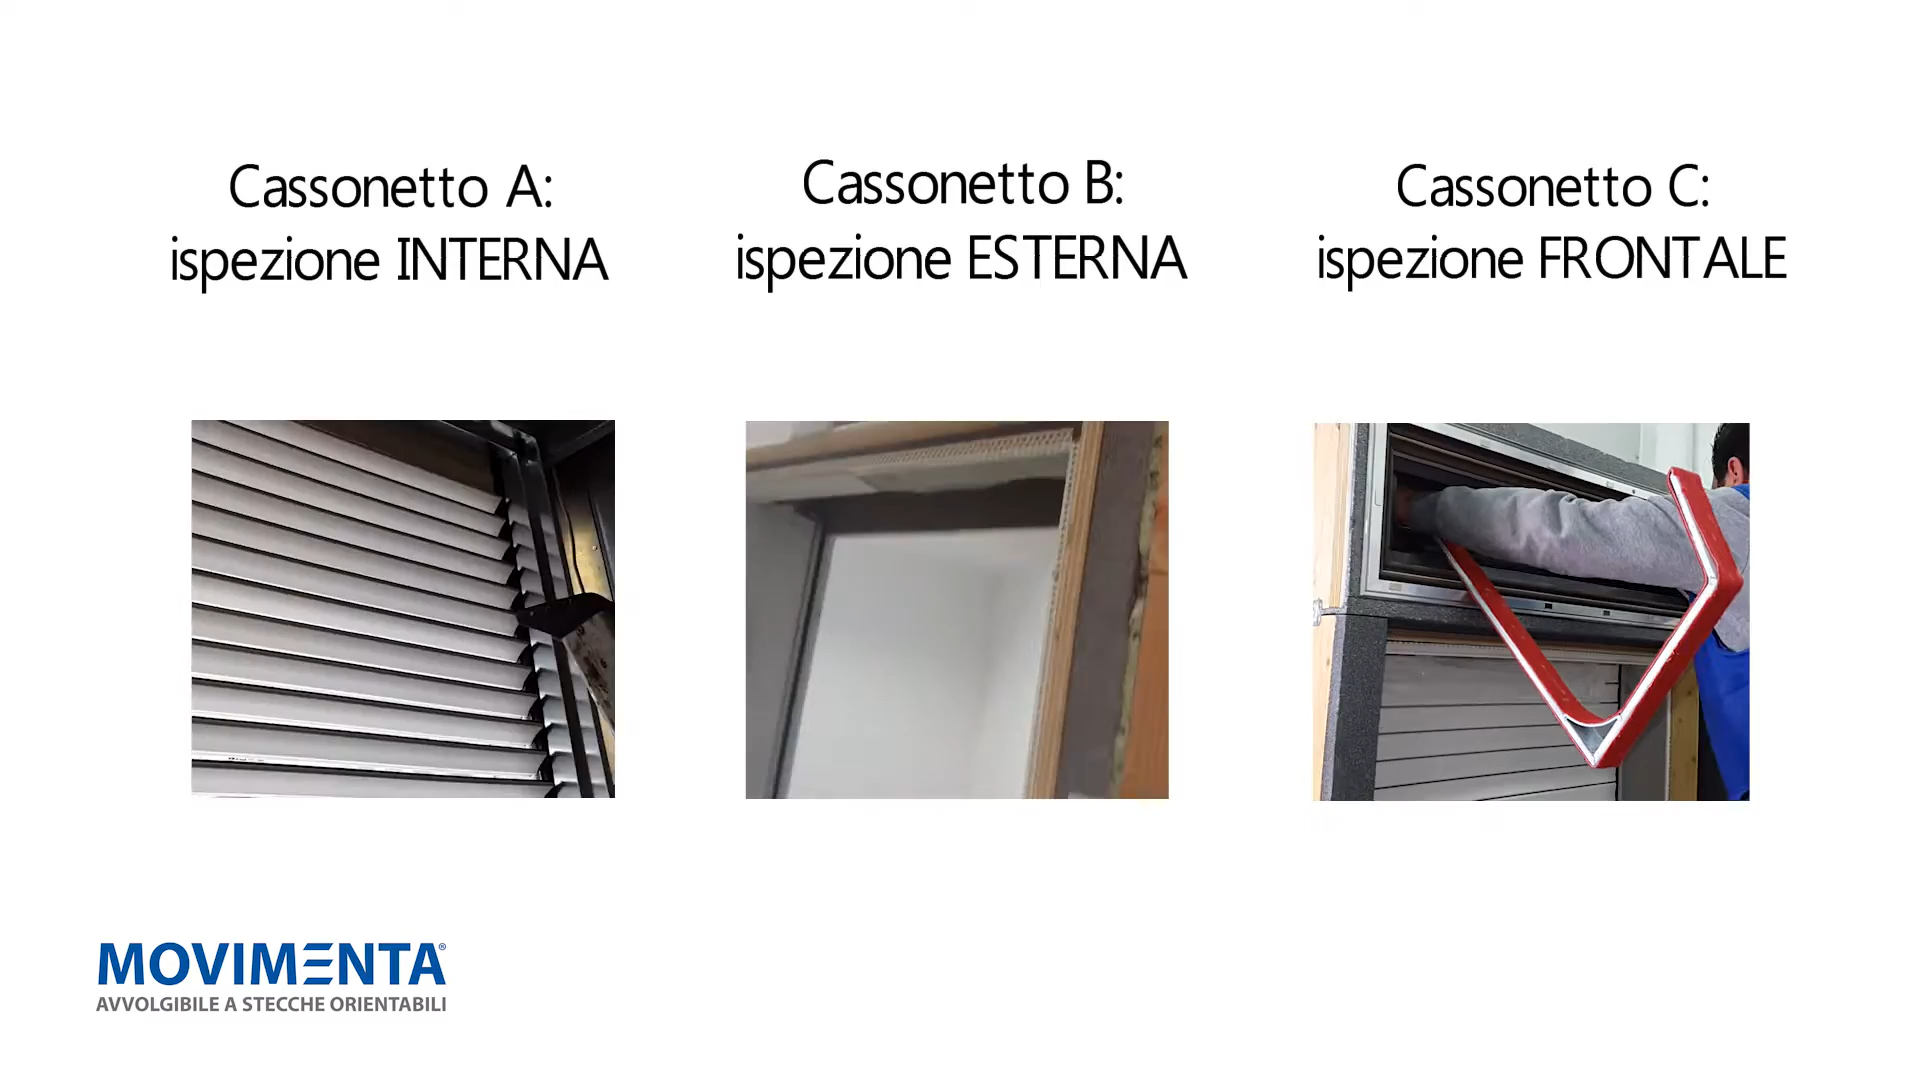 Cassonetto A:
ispezione INTERNA
Cassonetto B:
ispezione ESTERNA
Cassonetto C:
ispezione FRONTALE
MOVIMENTA®
AVVOLGIBILE A STECCHE ORIENTABILI